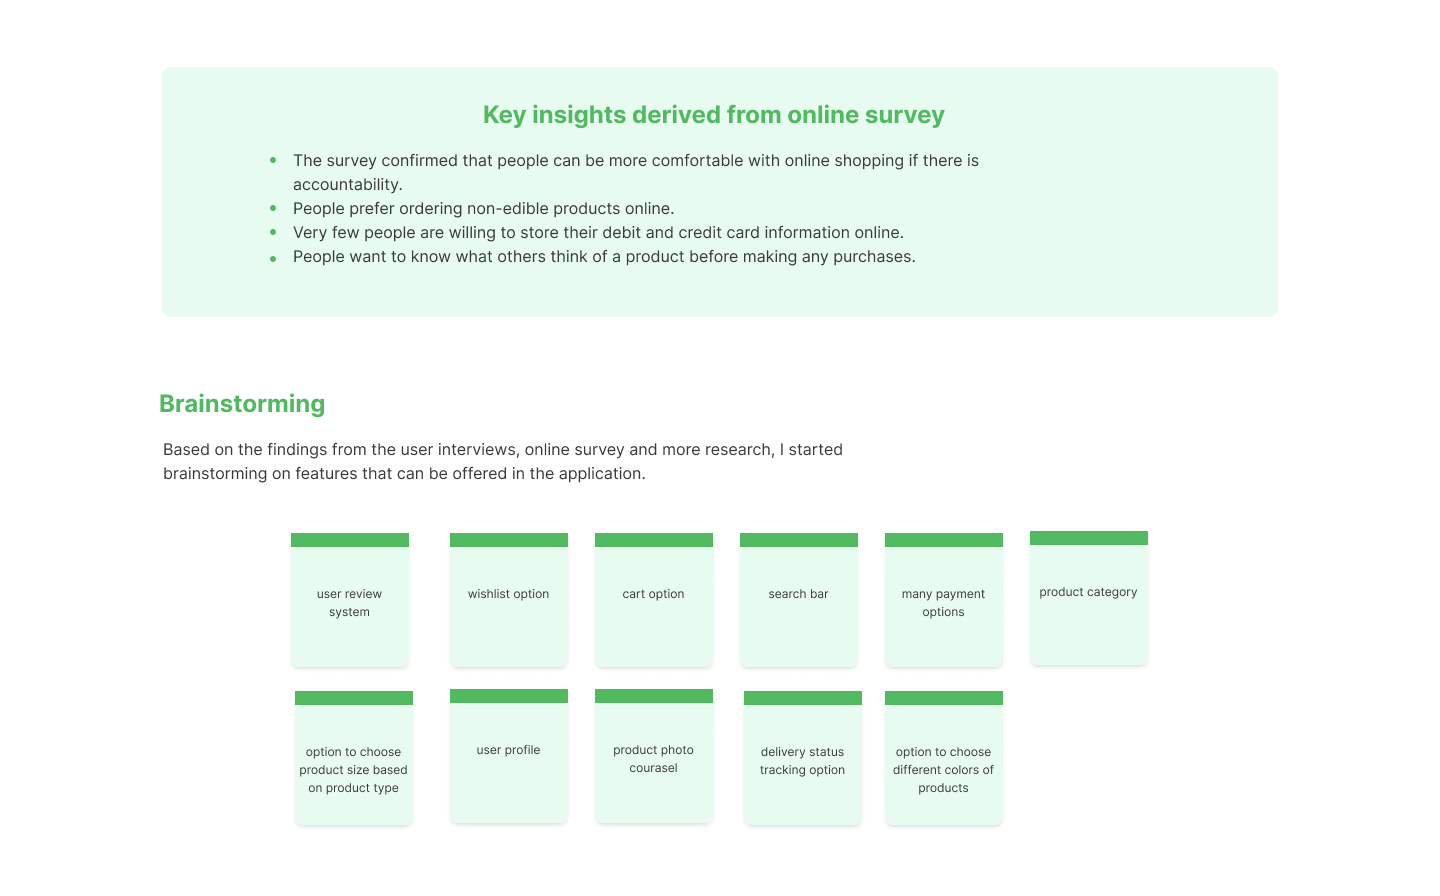 Key insights derived from online survey
The survey confirmed that people can be more comfortable with online shopping if there is
accountability.
People prefer ordering non-edible products online.
Very few people are willing to store their debit and credit card information online.
People want to know what others think of a product before making any purchases.
Brainstorming
Based on the findings from the user interviews, online survey and more research, I started
brainstorming on features that can be offered in the application.
user review
system
wishlist option
cart option
search bar
many payment
options
product category
option to choose
product size based
on product type
user profile
product photo
courasel
delivery status
tracking option
option to choose
different colors of
products